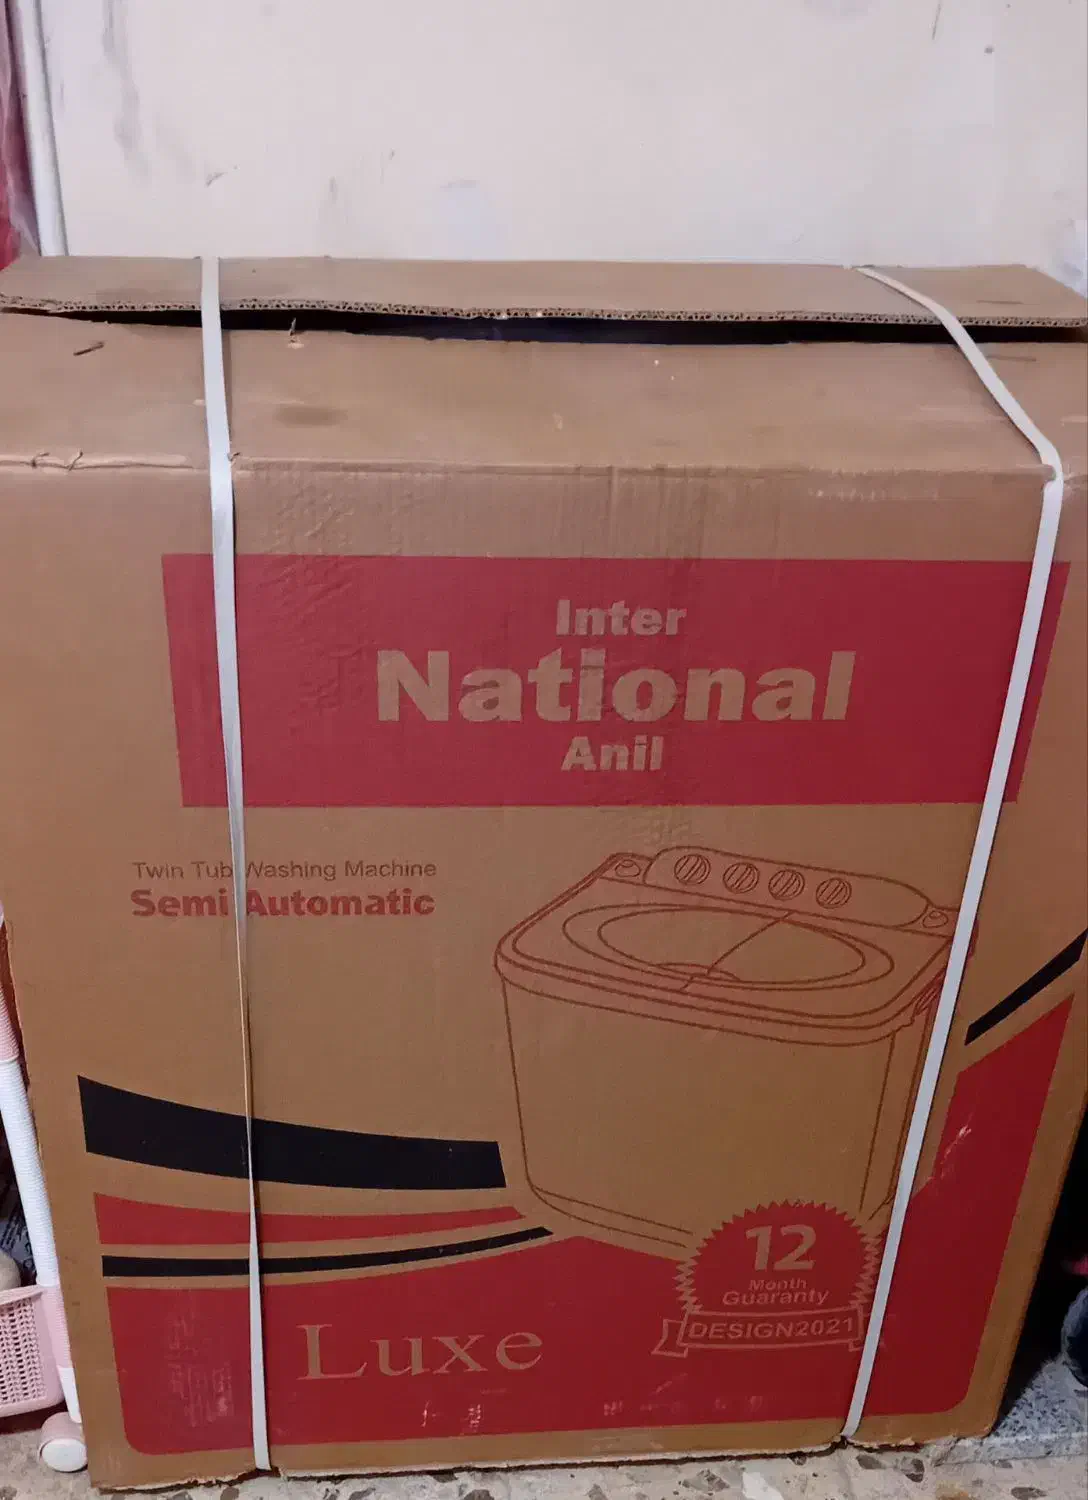 Inter
National
Anil
Twin Tub Washing Machine
Semi Automatic
12
Month
Guaranty
DESIGN2021
Luxe